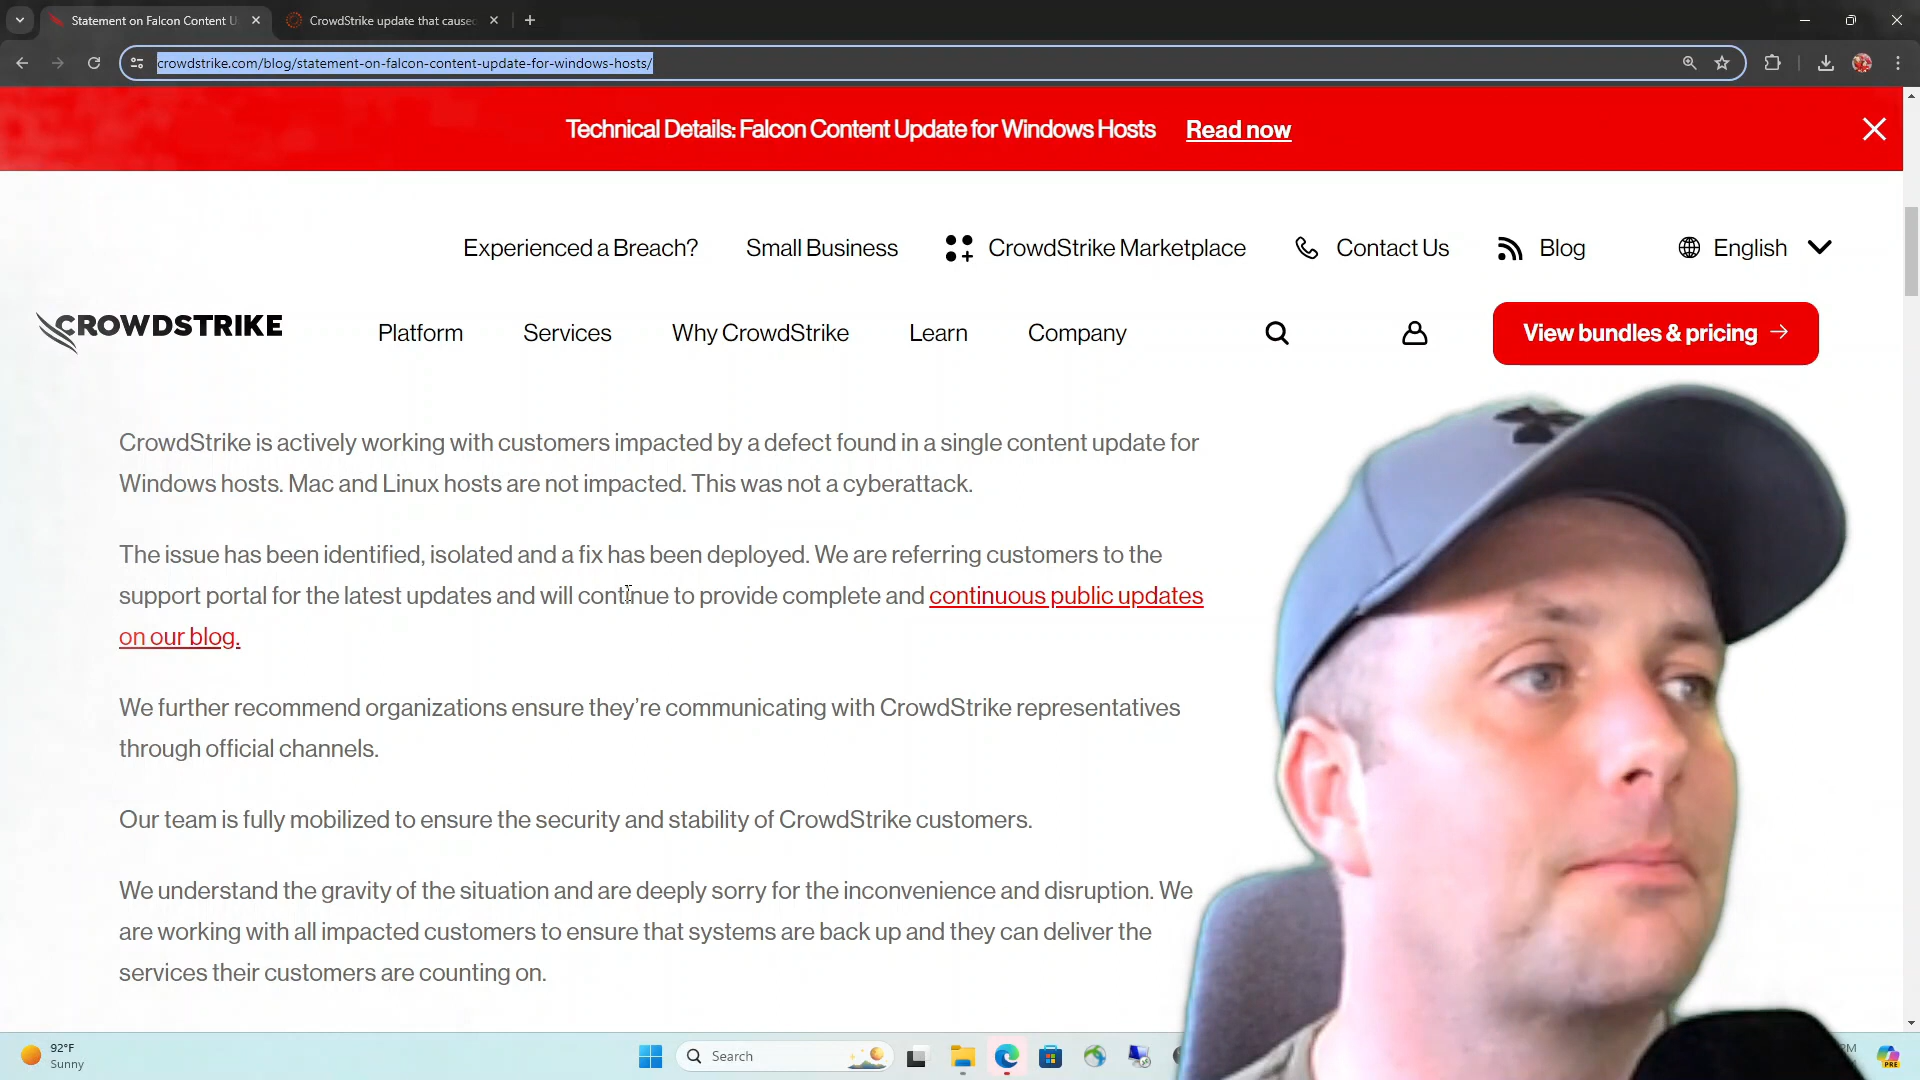 Statement on Falcon Content U
CrowdStrike update that cause
crowdstrike.com/blog/statement-on-falcon-content-update-for-windows-hosts/
Technical Details: Falcon Content Update for Windows Hosts Read now
Experienced a Breach? Small Business CrowdStrike Marketplace Contact Us Blog English
CROWDSTRIKE Platform Services Why CrowdStrike Learn Company View bundles & pricing →
CrowdStrike is actively working with customers impacted by a defect found in a single content update for
Windows hosts. Mac and Linux hosts are not impacted. This was not a cyberattack.
The issue has been identified, isolated and a fix has been deployed. We are referring customers to the
support portal for the latest updates and will continue to provide complete and continuous public updates
on our blog.
We further recommend organizations ensure they're communicating with CrowdStrike representatives
through official channels.
Our team is fully mobilized to ensure the security and stability of CrowdStrike customers.
We understand the gravity of the situation and are deeply sorry for the inconvenience and disruption. We
are working with all impacted customers to ensure that systems are back up and they can deliver the
services their customers are counting on.
92°F
Sunny
Search
PM
PRE